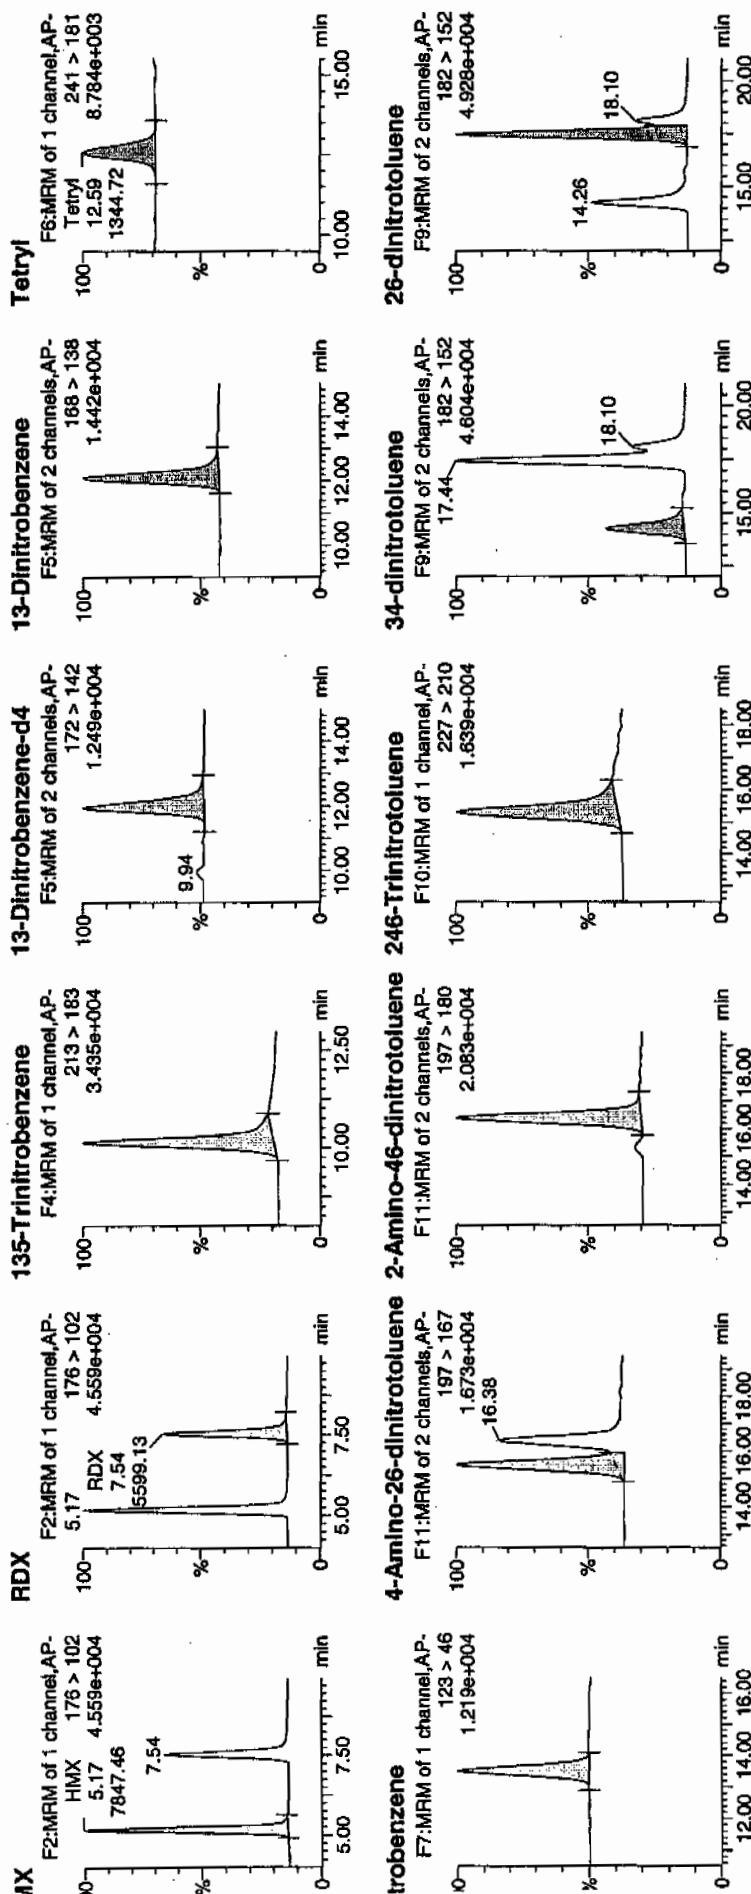 MX
F2:MRM of 1 channel,AP-
HMX 176 > 102
5.17 4.559e+004
7847.46
7.54
%
0
5.00 7.50
min
RDX
F2:MRM of 1 channel,AP-
5.17 176 > 102
RDX 4.559e+004
7.54
5599.13
100
%
0
5.00 7.50
min
135-Trinitrobenzene
F4:MRM of 1 channel,AP-
213 > 183
3.435e+004
100
%
0
10.00 12.50
min
13-Dinitrobenzene-d4
F5:MRM of 2 channels,AP-
172 > 142
1.249e+004
9.94
100
%
0
10.00 12.00 14.00
min
13-Dinitrobenzene
F5:MRM of 2 channels,AP-
168 > 138
1.442e+004
100
%
0
10.00 12.00 14.00
min
Tetryl
F6:MRM of 1 channel,AP-
Tetryl 241 > 181
12.59 8.784e+003
1344.72
100
%
0
10.00 15.00
min
trobenzene
F7:MRM of 1 channel,AP-
123 > 46
1.219e+004
%
0
12.00 14.00 16.00
4-Amino-26-dinitrotoluene
F11:MRM of 2 channels,AP-
197 > 167
1.673e+004
16.38
100
%
0
14.00 16.00 18.00
min
2-Amino-46-dinitrotoluene
F11:MRM of 2 channels,AP-
197 > 180
2.083e+004
100
%
0
14.00 16.00 18.00
min
246-Trinitrotoluene
F10:MRM of 1 channel,AP-
227 > 210
1.639e+004
100
%
0
14.00 16.00 18.00
min
34-dinitrotoluene
F9:MRM of 2 channels,AP-
17.44 182 > 152
4.604e+004
18.10
100
%
0
15.00 20.00
min
26-dinitrotoluene
F9:MRM of 2 channels,AP-
182 > 152
4.928e+004
14.26
18.10
100
%
0
15.00 20.00
min